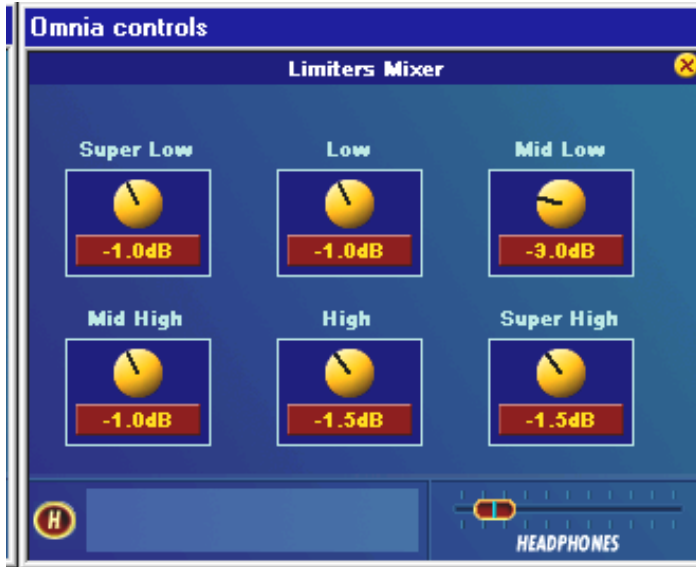 Omnia controls
Limiters Mixer
Super Low Low Mid Low
-1.0dB -1.0dB -3.0dB
Mid High High Super High
-1.0dB -1.5dB -1.5dB
H
HEADPHONES